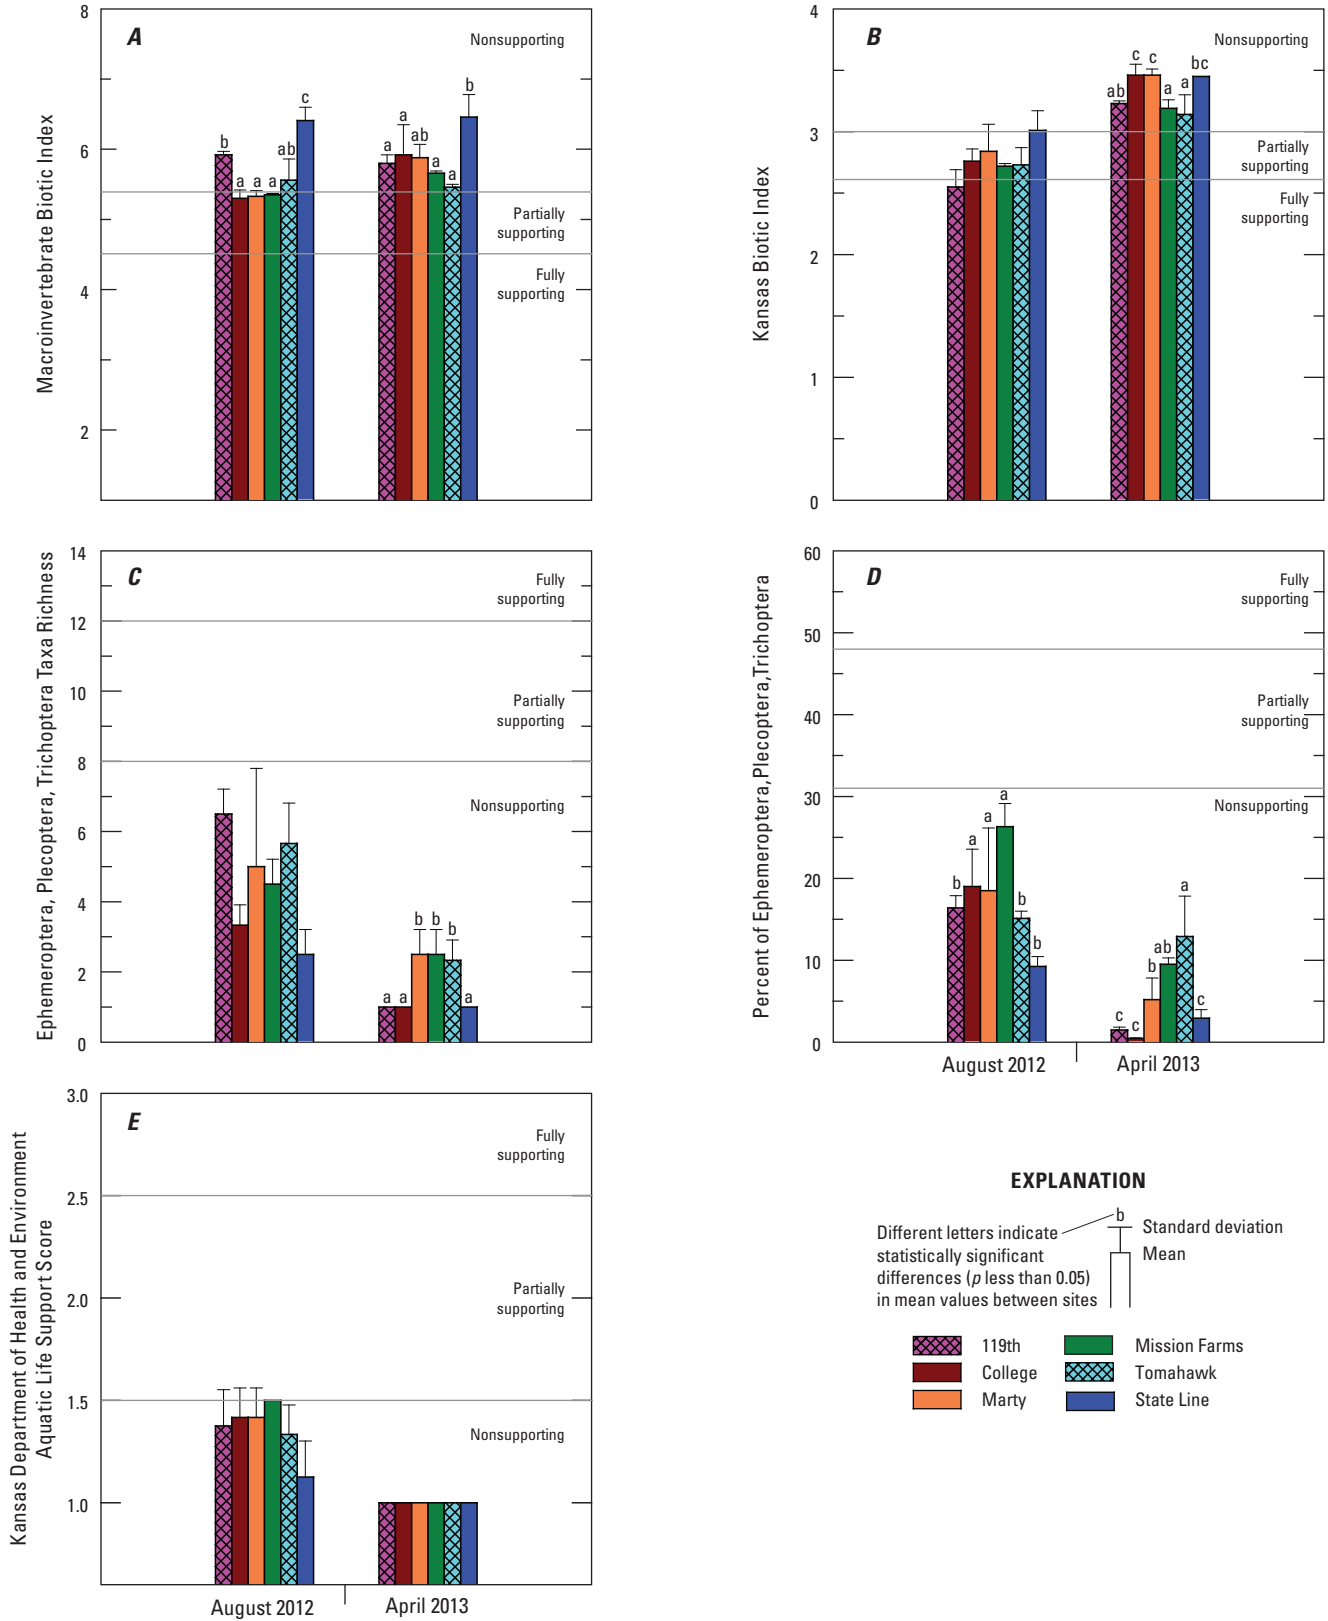 A
Macroinvertebrate Biotic Index
8
6
4
2
Nonsupporting
Partially
supporting
Fully
supporting
b
a
a
a
ab
c
a
a
ab
a
a
b
B
Kansas Biotic Index
4
3
2
1
0
Nonsupporting
Partially
supporting
Fully
supporting
ab
c
c
a
a
bc
C
Ephemeroptera, Plecoptera, Trichoptera Taxa Richness
14
12
10
8
6
4
2
0
Fully
supporting
Partially
supporting
Nonsupporting
a
a
b
b
b
a
D
Percent of Ephemeroptera, Plecoptera, Trichoptera
60
50
40
30
20
10
0
Fully
supporting
Partially
supporting
Nonsupporting
b
a
a
a
b
b
c
c
b
ab
a
c
August 2012
April 2013
E
Kansas Department of Health and Environment
Aquatic Life Support Score
3.0
2.5
2.0
1.5
1.0
Fully
supporting
Partially
supporting
Nonsupporting
August 2012
April 2013
EXPLANATION
Different letters indicate
statistically significant
differences (p less than 0.05)
in mean values between sites
b
Standard deviation
Mean
119th
College
Marty
Mission Farms
Tomahawk
State Line